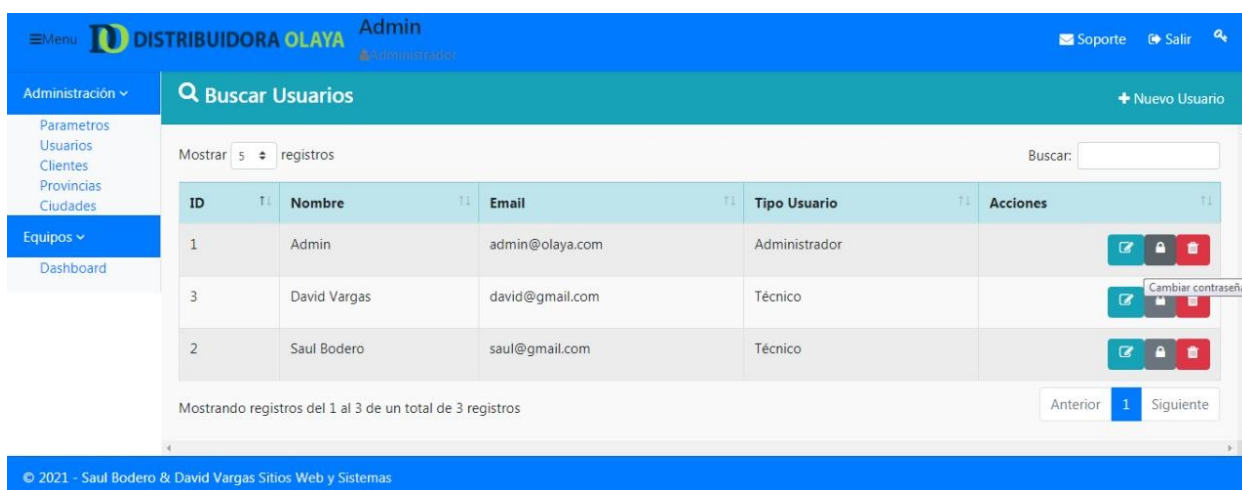 Menu DISTRIBUIDORA OLAYA Admin
Administrador
Soporte Salir
Administración
Parametros
Usuarios
Clientes
Provincias
Ciudades
Equipos
Dashboard
Buscar Usuarios
Nuevo Usuario
Mostrar 5 registros
Buscar:
ID Nombre Email Tipo Usuario Acciones
1 Admin admin@olaya.com Administrador
Cambiar contraseña
3 David Vargas david@gmail.com Técnico
2 Saul Bodero saul@gmail.com Técnico
Mostrando registros del 1 al 3 de un total de 3 registros
Anterior 1 Siguiente
© 2021 - Saul Bodero & David Vargas Sitios Web y Sistemas